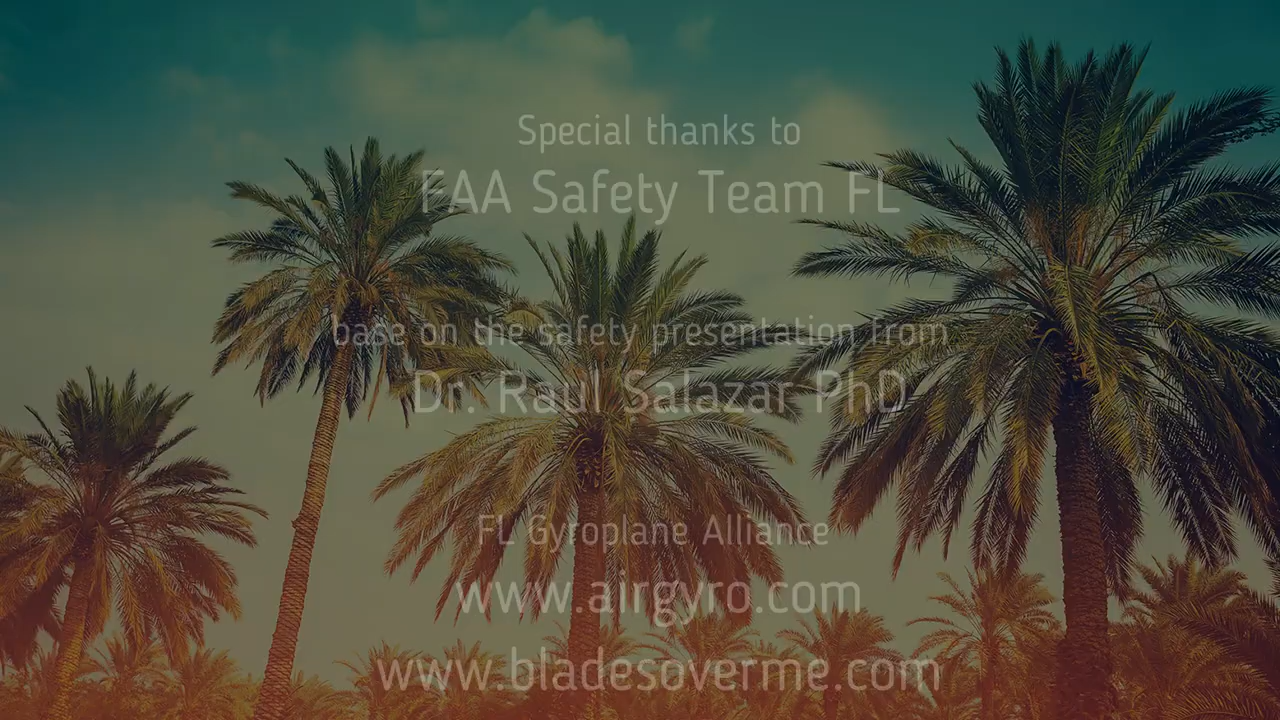 Special thanks to
FAA Safety Team FL
base on the safety presentation from
Dr. Raul Salazar PhD
FL Gyroplane Alliance
www.airgyro.com
www.bladesoverme.com